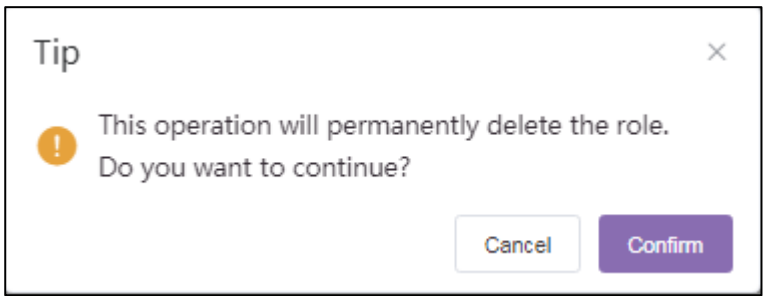 Tip
This operation will permanently delete the role.
Do you want to continue?
Cancel Confirm